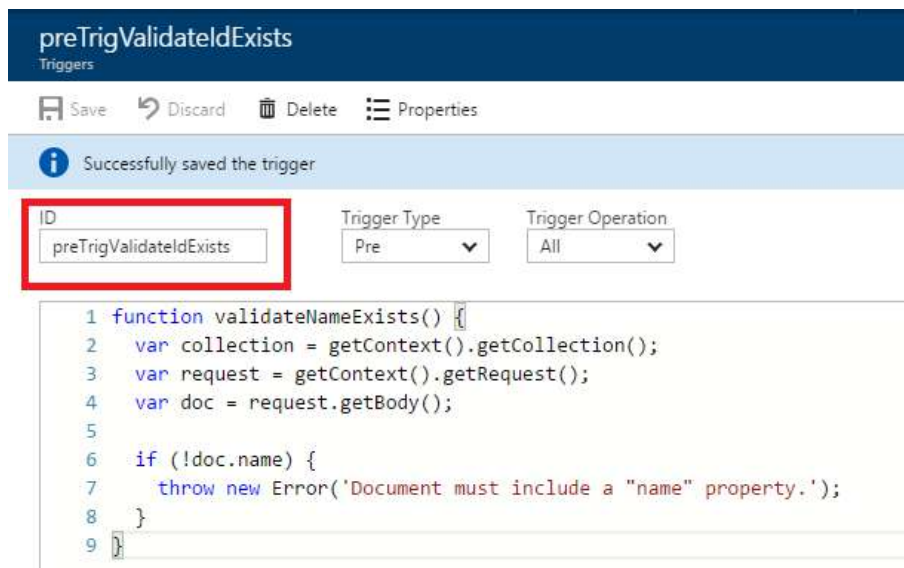 preTrigValidateIdExists
Triggers
Save Discard Delete Properties
Successfully saved the trigger
ID Trigger Type Trigger Operation
preTrigValidateIdExists Pre All
1 function validateNameExists() {
2 var collection = getContext().getCollection();
3 var request = getContext().getRequest();
4 var doc = request.getBody();
5
6 if (!doc.name) {
7 throw new Error('Document must include a "name" property.');
8 }
9 }